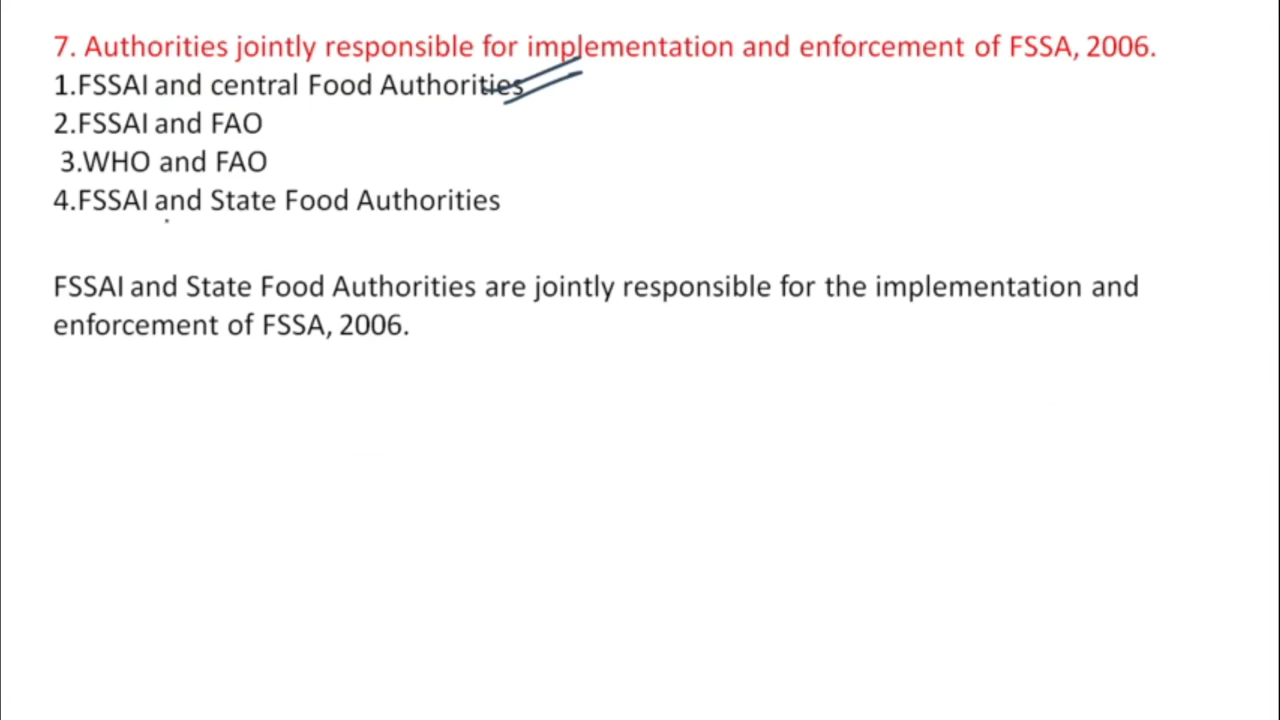 7. Authorities jointly responsible for implementation and enforcement of FSSA, 2006.
1.FSSAI and central Food Authorities
2.FSSAI and FAO
3.WHO and FAO
4.FSSAI and State Food Authorities
FSSAI and State Food Authorities are jointly responsible for the implementation and
enforcement of FSSA, 2006.